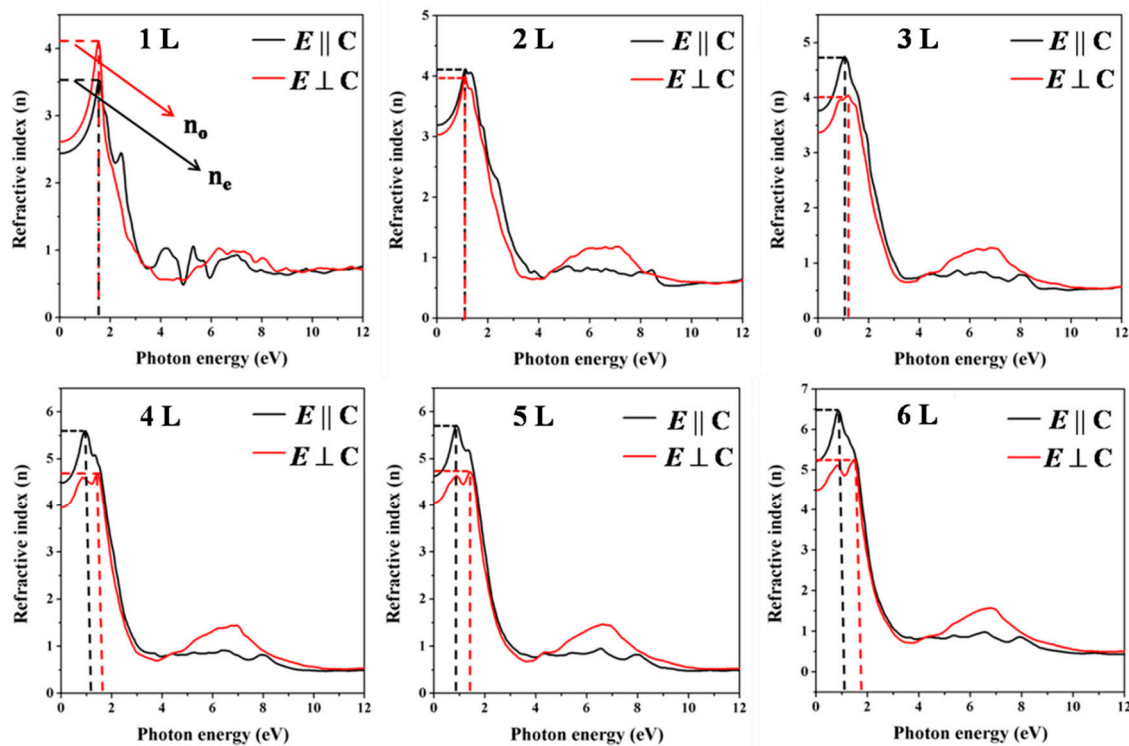 1 L
E || C
E ⊥ C
nₒ
nₑ
Refractive index (n)
4
3
2
1
0
0 2 4 6 8 10 12
Photon energy (eV)
2 L
E || C
E ⊥ C
Refractive index (n)
5
4
3
2
1
0
0 2 4 6 8 10 12
Photon energy (eV)
3 L
E || C
E ⊥ C
Refractive index (n)
5
4
3
2
1
0
0 2 4 6 8 10 12
Photon energy (eV)
4 L
E || C
E ⊥ C
Refractive index (n)
6
5
4
3
2
1
0
0 2 4 6 8 10 12
Photon energy (eV)
5 L
E || C
E ⊥ C
Refractive index (n)
6
5
4
3
2
1
0
0 2 4 6 8 10 12
Photon energy (eV)
6 L
E || C
E ⊥ C
Refractive index (n)
7
6
5
4
3
2
1
0
0 2 4 6 8 10 12
Photon energy (eV)